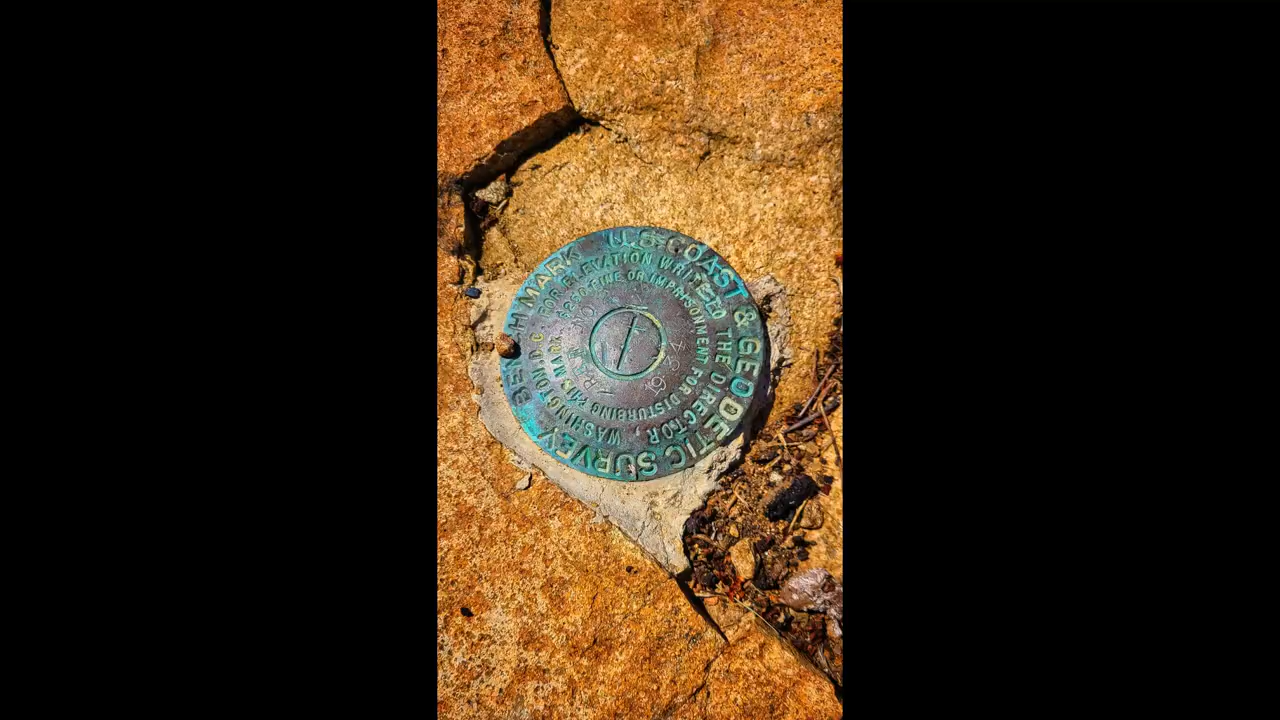 U.S. COAST & GEODETIC SURVEY
BENCH MARK
FOR ELEVATION WRITE TO THE DIRECTOR, WASHINGTON, D.C.
$250 FINE OR IMPRISONMENT FOR DISTURBING THIS MARK.
1934